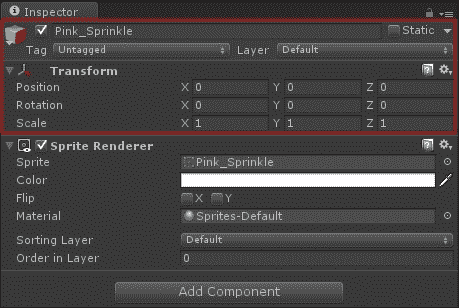 Inspector
Pink_Sprinkle Static
Tag Untagged Layer Default
Transform
Position X 0 Y 0 Z 0
Rotation X 0 Y 0 Z 0
Scale X 1 Y 1 Z 1
Sprite Renderer
Sprite Pink_Sprinkle
Color
Flip X Y
Material Sprites-Default
Sorting Layer Default
Order in Layer 0
Add Component